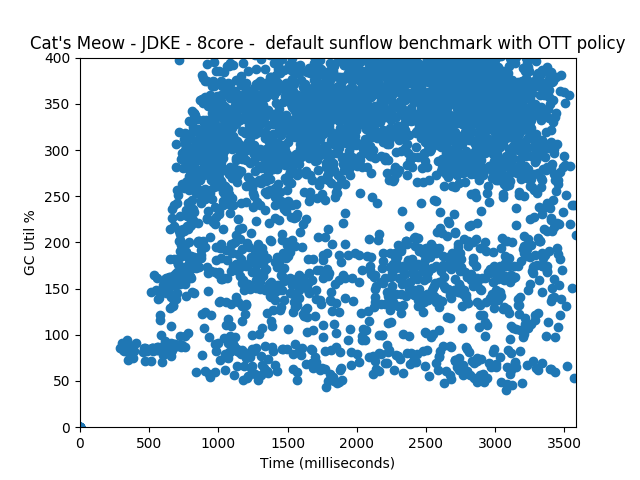 Cat's Meow - JDKE - 8core -  default sunflow benchmark with OTT policy
400
350
300
250
200
150
100
50
0
GC Util %
0 500 1000 1500 2000 2500 3000 3500
Time (milliseconds)